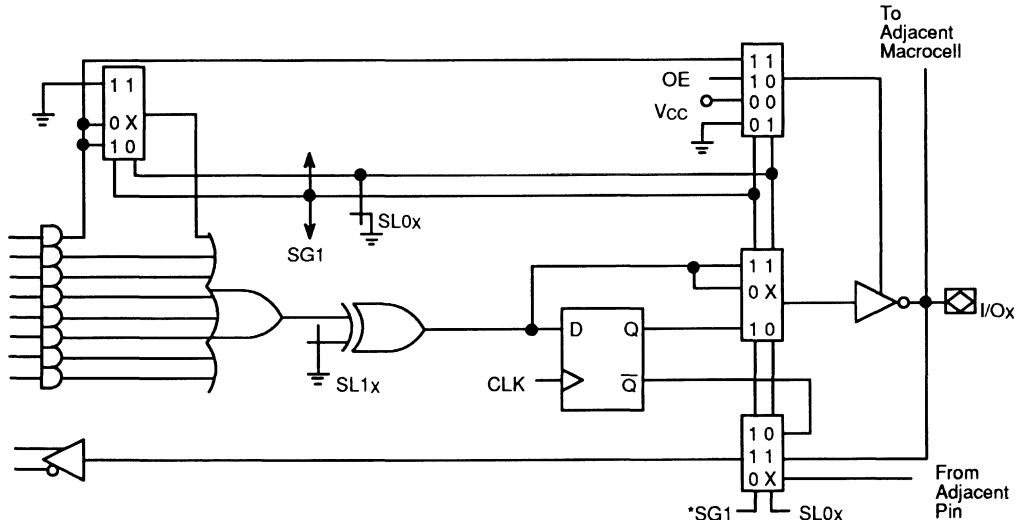 To
Adjacent
Macrocell
1 1
0 X
1 0
OE
VCC
1 1
1 0
0 0
0 1
SG1
SL0x
1 1
0 X
1 0
I/Ox
D Q
CLK Q
SL1x
1 0
1 1
0 X
From
Adjacent
Pin
*SG1
SL0x